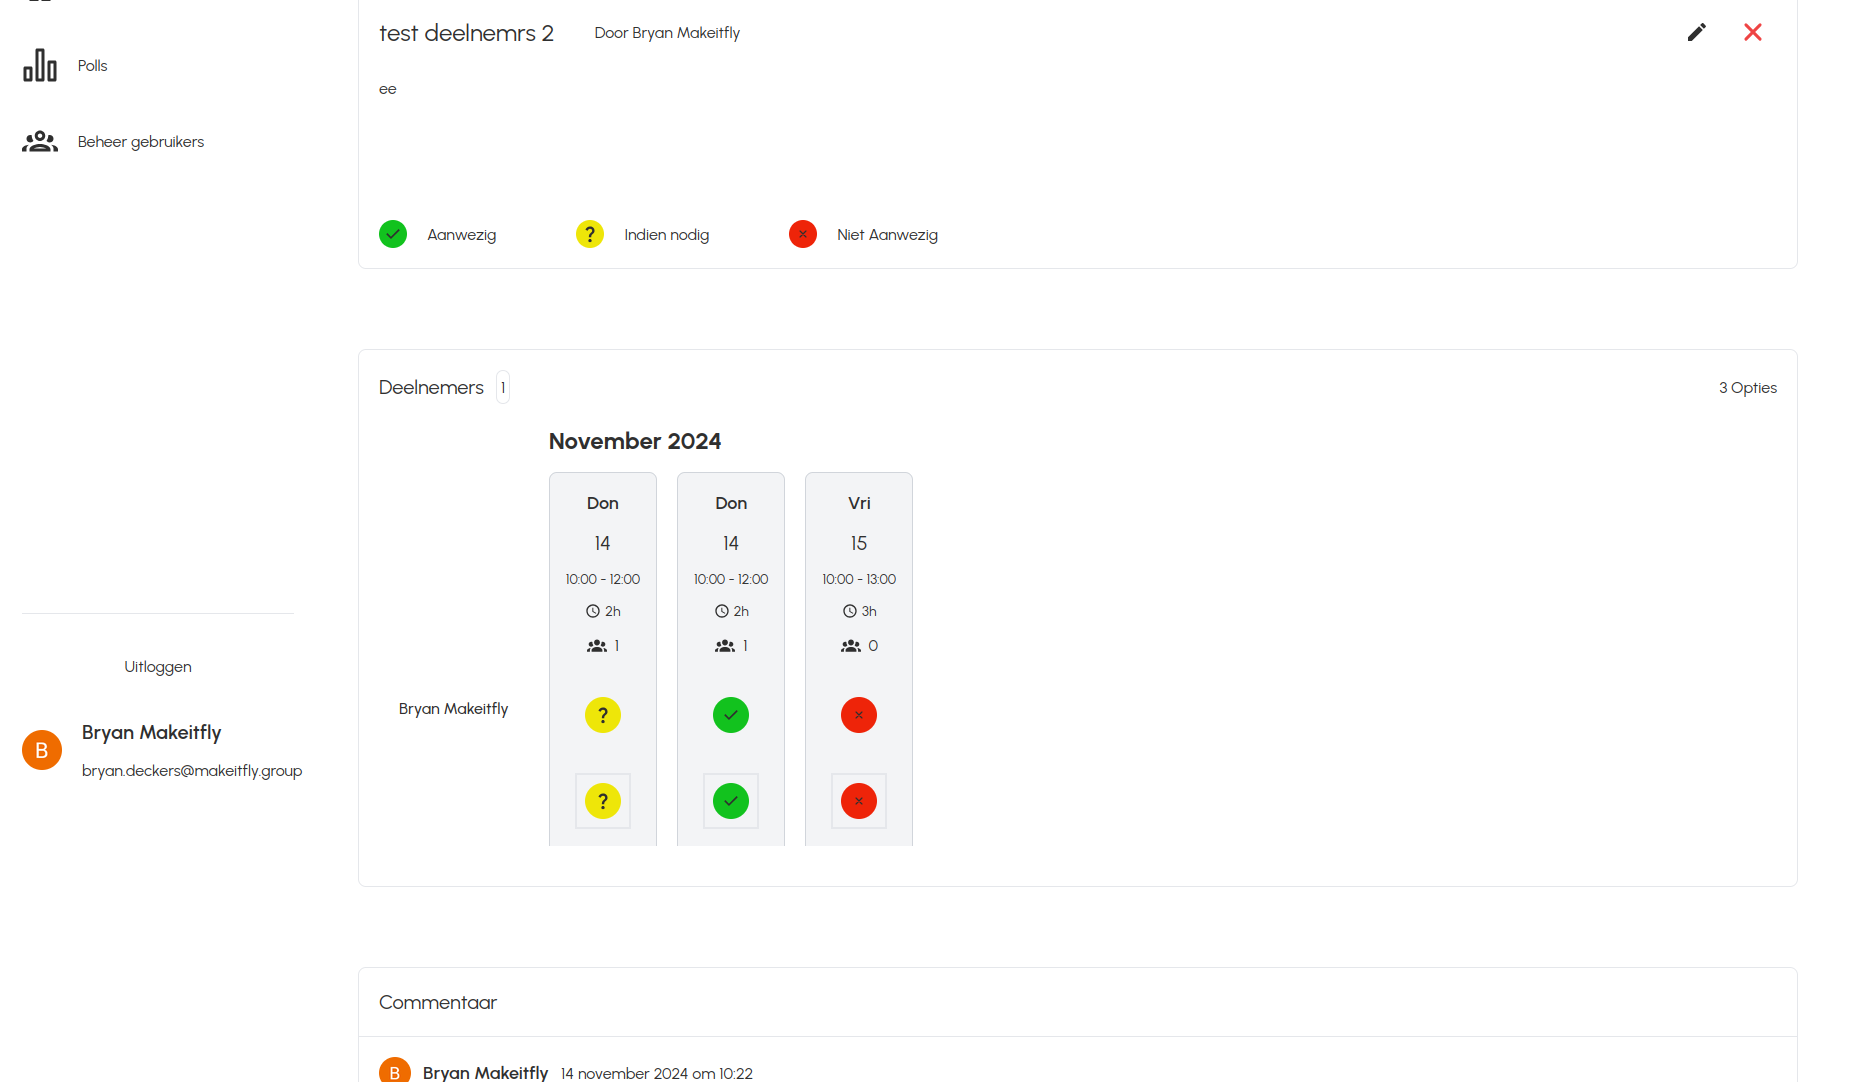 test deelnemrs 2 Door Bryan Makeitfly
Polls
ee
Beheer gebruikers
Aanwezig ? Indien nodig Niet Aanwezig
Deelnemers 1 3 Opties
November 2024
Don Don Vri
14 14 15
10:00 - 12:00 10:00 - 12:00 10:00 - 13:00
2h 2h 3h
1 1 0
Bryan Makeitfly ?
?
Uitloggen
B Bryan Makeitfly
bryan.deckers@makeitfly.group
Commentaar
B Bryan Makeitfly 14 november 2024 om 10:22